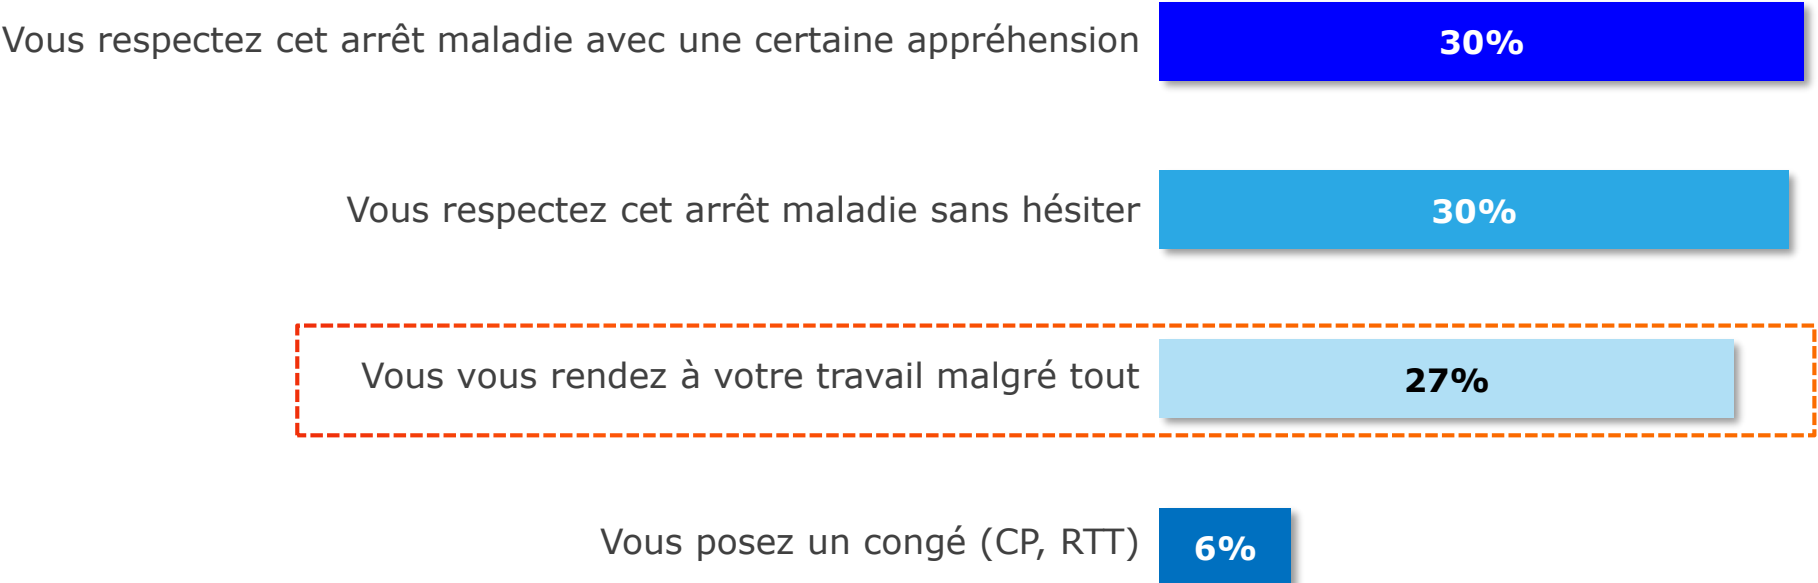 Vous respectez cet arrêt maladie avec une certaine appréhension 30%
Vous respectez cet arrêt maladie sans hésiter 30%
Vous vous rendez à votre travail malgré tout 27%
Vous posez un congé (CP, RTT) 6%